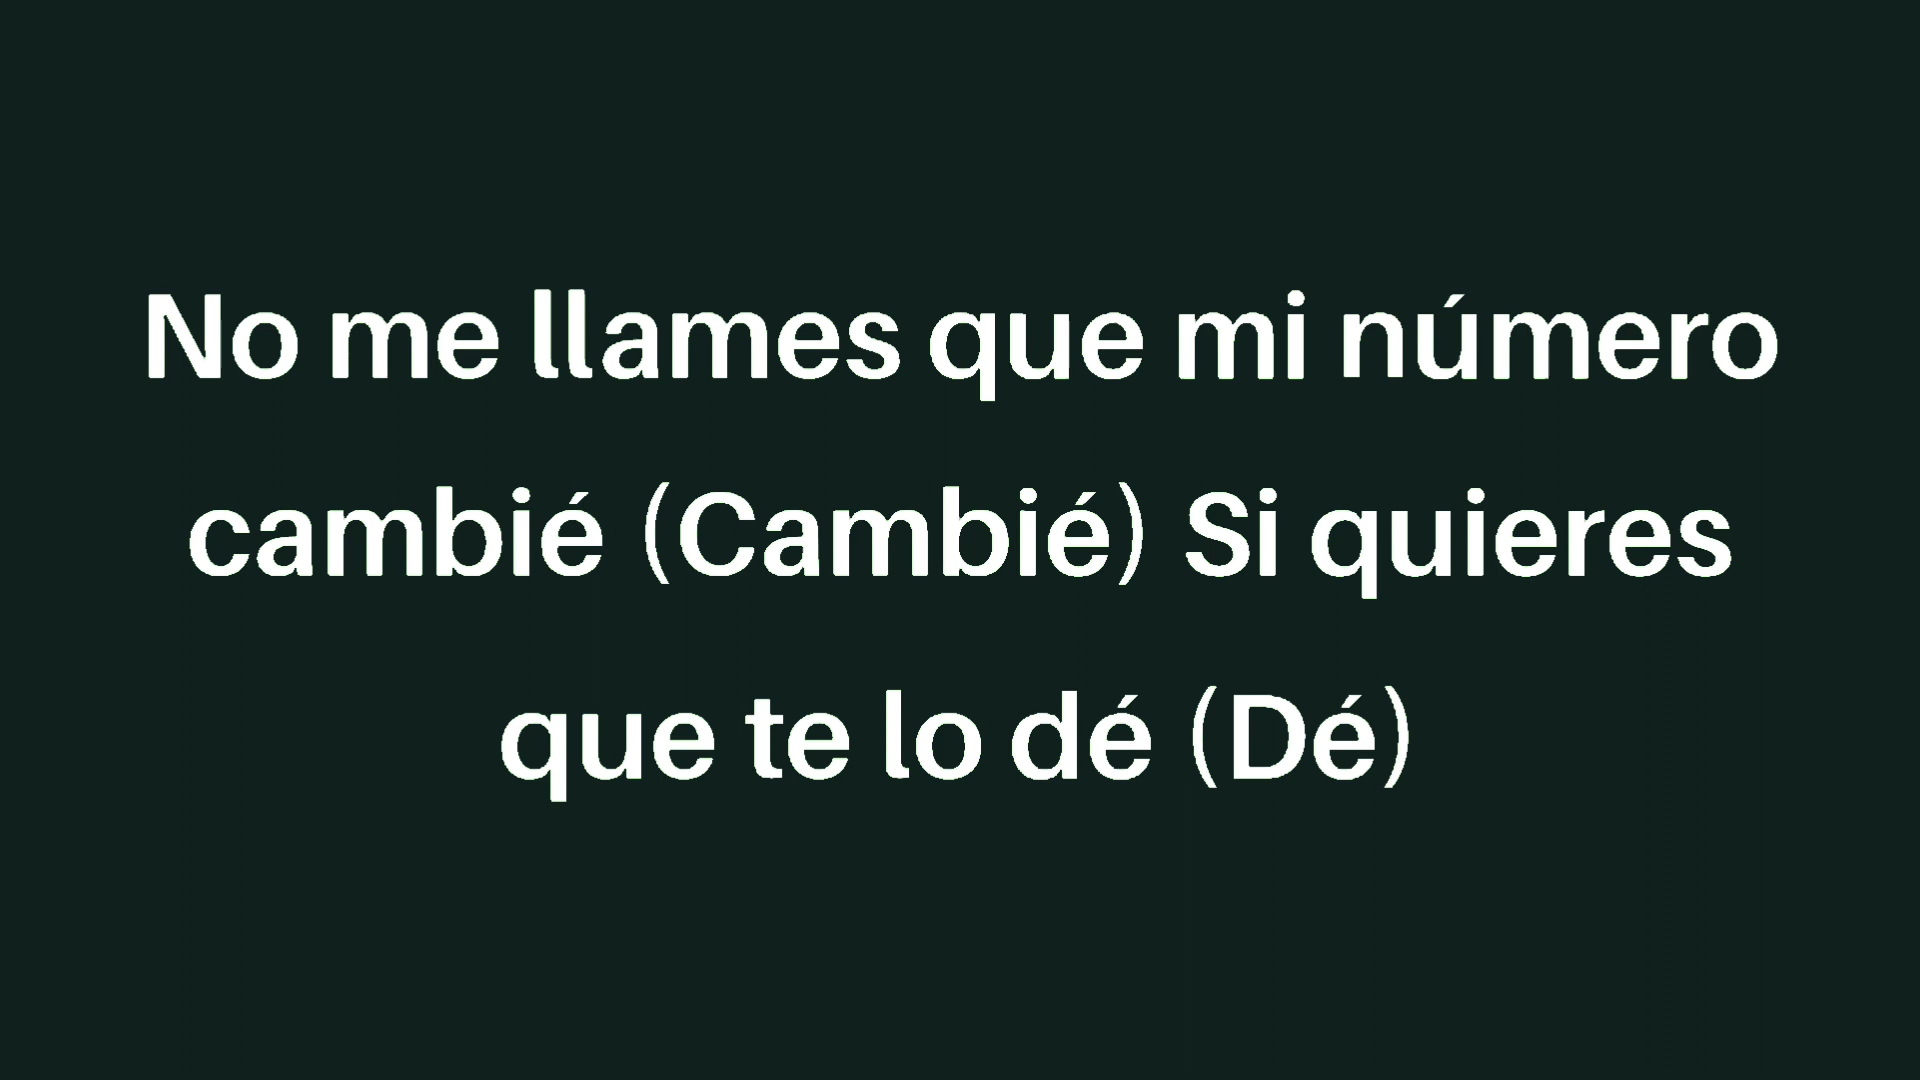 No me llames que mi número
cambié (Cambié) Si quieres
que te lo dé (Dé)